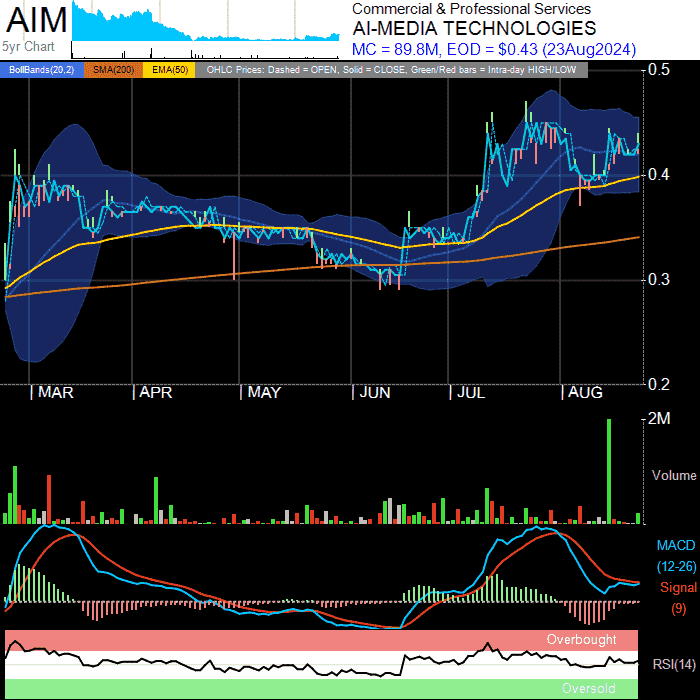 AIM
5yr Chart
Commercial & Professional Services
AI-MEDIA TECHNOLOGIES
MC = 89.8M, EOD = $0.43 (23Aug2024)
BollBands(20,2) SMA(200) EMA(50) OHLC Prices: Dashed = OPEN, Solid = CLOSE, Green/Red bars = Intra-day HIGH/LOW
0.5
0.4
0.3
0.2
| MAR | APR | MAY | JUN | JUL | AUG
2M
Volume
MACD
(12-26)
Signal
(9)
Overbought
RSI(14)
Oversold